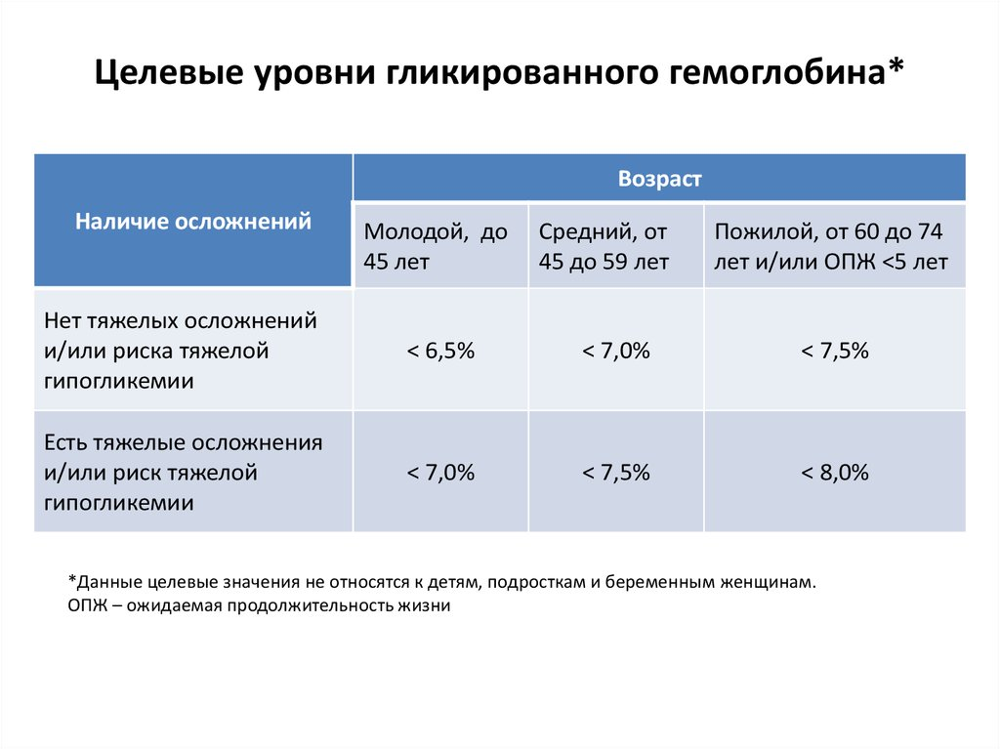 Целевые уровни гликированного гемоглобина*
Возраст
Наличие осложнений
Молодой, до
45 лет
Средний, от
45 до 59 лет
Пожилой, от 60 до 74
лет и/или ОПЖ <5 лет
Нет тяжелых осложнений
и/или риска тяжелой
гипогликемии
< 6,5%
< 7,0%
< 7,5%
Есть тяжелые осложнения
и/или риск тяжелой
гипогликемии
< 7,0%
< 7,5%
< 8,0%
*Данные целевые значения не относятся к детям, подросткам и беременным женщинам.
ОПЖ – ожидаемая продолжительность жизни